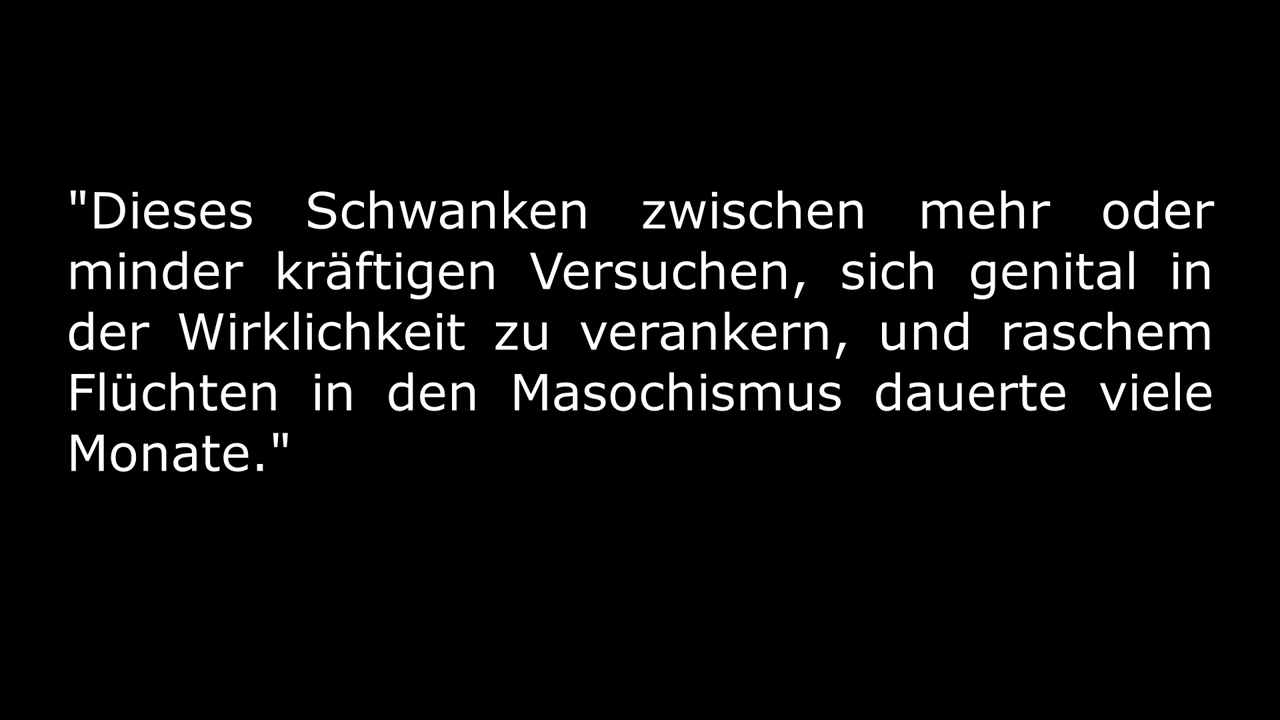 "Dieses Schwanken zwischen mehr oder
minder kräftigen Versuchen, sich genital in
der Wirklichkeit zu verankern, und raschem
Flüchten in den Masochismus dauerte viele
Monate."